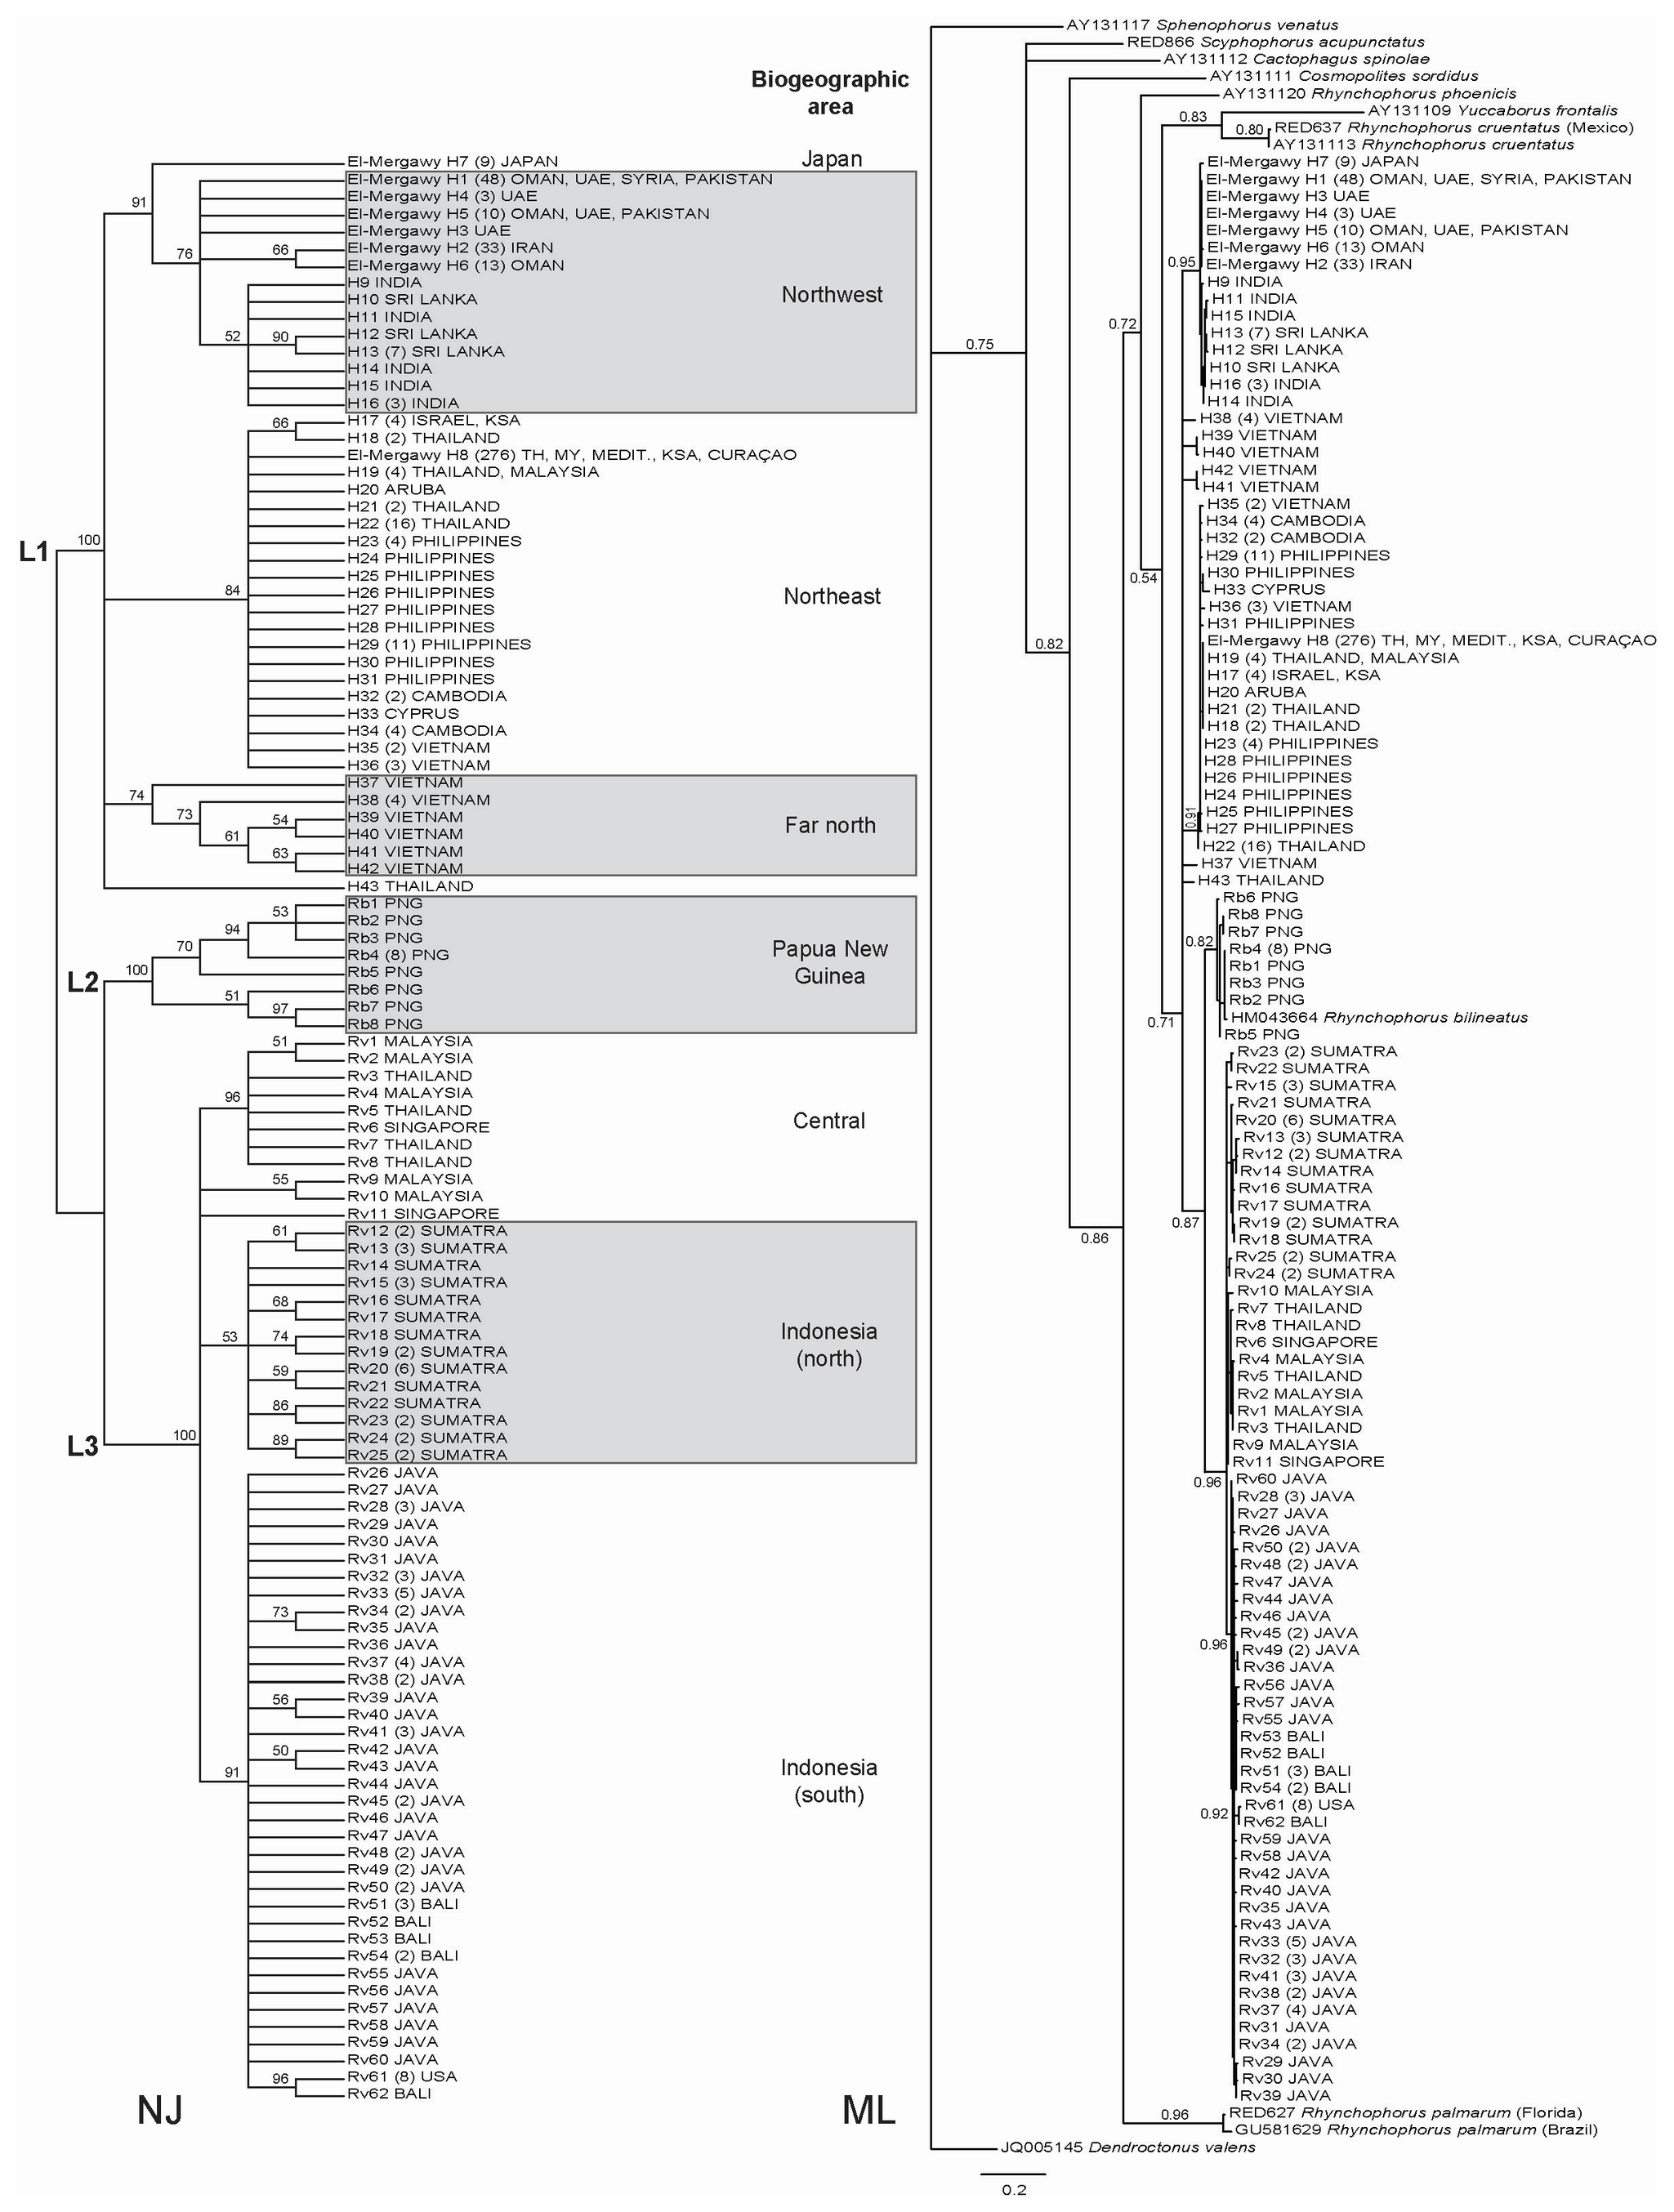 Biogeographic
area
Japan
El-Mergawy H7 (9) JAPAN
El-Mergawy H1 (48) OMAN, UAE, SYRIA, PAKISTAN
El-Mergawy H4 (3) UAE
El-Mergawy H5 (10) OMAN, UAE, PAKISTAN
El-Mergawy H3 UAE
El-Mergawy H2 (33) IRAN
El-Mergawy H6 (13) OMAN
H9 INDIA
H10 SRI LANKA
H11 INDIA
H12 SRI LANKA
H13 (7) SRI LANKA
H14 INDIA
H15 INDIA
H16 (3) INDIA
91
76
66
52
90
Northwest
H17 (4) ISRAEL, KSA
H18 (2) THAILAND
El-Mergawy H8 (276) TH, MY, MEDIT., KSA, CURAÇAO
H19 (4) THAILAND, MALAYSIA
H20 ARUBA
H21 (2) THAILAND
H22 (16) THAILAND
H23 (4) PHILIPPINES
H24 PHILIPPINES
H25 PHILIPPINES
H26 PHILIPPINES
H27 PHILIPPINES
H28 PHILIPPINES
H29 (11) PHILIPPINES
H30 PHILIPPINES
H31 PHILIPPINES
H32 (2) CAMBODIA
H33 CYPRUS
H34 (4) CAMBODIA
H35 (2) VIETNAM
H36 (3) VIETNAM
66
L1
100
84
Northeast
H37 VIETNAM
H38 (4) VIETNAM
H39 VIETNAM
H40 VIETNAM
H41 VIETNAM
H42 VIETNAM
74
73
54
61
63
Far north
H43 THAILAND
Rb1 PNG
Rb2 PNG
Rb3 PNG
Rb4 (8) PNG
Rb5 PNG
Rb6 PNG
Rb7 PNG
Rb8 PNG
53
94
70
L2
100
51
97
Papua New
Guinea
Rv1 MALAYSIA
Rv2 MALAYSIA
Rv3 THAILAND
Rv4 MALAYSIA
Rv5 THAILAND
Rv6 SINGAPORE
Rv7 THAILAND
Rv8 THAILAND
Rv9 MALAYSIA
Rv10 MALAYSIA
Rv11 SINGAPORE
51
96
55
Central
Rv12 (2) SUMATRA
Rv13 (3) SUMATRA
Rv14 SUMATRA
Rv15 (3) SUMATRA
Rv16 SUMATRA
Rv17 SUMATRA
Rv18 SUMATRA
Rv19 (2) SUMATRA
Rv20 (6) SUMATRA
Rv21 SUMATRA
Rv22 SUMATRA
Rv23 (2) SUMATRA
Rv24 (2) SUMATRA
Rv25 (2) SUMATRA
61
68
53
74
59
86
89
L3
100
Indonesia
(north)
Rv26 JAVA
Rv27 JAVA
Rv28 (3) JAVA
Rv29 JAVA
Rv30 JAVA
Rv31 JAVA
Rv32 (3) JAVA
Rv33 (5) JAVA
Rv34 (2) JAVA
Rv35 JAVA
Rv36 JAVA
Rv37 (4) JAVA
Rv38 (2) JAVA
Rv39 JAVA
Rv40 JAVA
Rv41 (3) JAVA
Rv42 JAVA
Rv43 JAVA
Rv44 JAVA
Rv45 (2) JAVA
Rv46 JAVA
Rv47 JAVA
Rv48 (2) JAVA
Rv49 (2) JAVA
Rv50 (2) JAVA
Rv51 (3) BALI
Rv52 BALI
Rv53 BALI
Rv54 (2) BALI
Rv55 JAVA
Rv56 JAVA
Rv57 JAVA
Rv58 JAVA
Rv59 JAVA
Rv60 JAVA
Rv61 (8) USA
Rv62 BALI
73
56
50
91
96
Indonesia
(south)
NJ
AY131117 Sphenophorus venatus
RED866 Scyphophorus acupunctatus
AY131112 Cactophagus spinolae
AY131111 Cosmopolites sordidus
AY131120 Rhynchophorus phoenicis
AY131109 Yuccaborus frontalis
RED637 Rhynchophorus cruentatus (Mexico)
AY131113 Rhynchophorus cruentatus
0.83
0.80
El-Mergawy H7 (9) JAPAN
El-Mergawy H1 (48) OMAN, UAE, SYRIA, PAKISTAN
El-Mergawy H3 UAE
El-Mergawy H4 (3) UAE
El-Mergawy H5 (10) OMAN, UAE, PAKISTAN
El-Mergawy H6 (13) OMAN
El-Mergawy H2 (33) IRAN
H9 INDIA
H11 INDIA
H15 INDIA
H13 (7) SRI LANKA
H12 SRI LANKA
H10 SRI LANKA
H16 (3) INDIA
H14 INDIA
0.95
0.72
0.75
H38 (4) VIETNAM
H39 VIETNAM
H40 VIETNAM
H42 VIETNAM
H41 VIETNAM
H35 (2) VIETNAM
H34 (4) CAMBODIA
H32 (2) CAMBODIA
H29 (11) PHILIPPINES
H30 PHILIPPINES
H33 CYPRUS
H36 (3) VIETNAM
H31 PHILIPPINES
El-Mergawy H8 (276) TH, MY, MEDIT., KSA, CURAÇAO
H19 (4) THAILAND, MALAYSIA
H17 (4) ISRAEL, KSA
H20 ARUBA
H21 (2) THAILAND
H18 (2) THAILAND
H23 (4) PHILIPPINES
H28 PHILIPPINES
H26 PHILIPPINES
H24 PHILIPPINES
H25 PHILIPPINES
H27 PHILIPPINES
H22 (16) THAILAND
0.54
0.82
0.91
H37 VIETNAM
H43 THAILAND
Rb6 PNG
Rb8 PNG
Rb7 PNG
Rb4 (8) PNG
Rb1 PNG
Rb3 PNG
Rb2 PNG
HM043664 Rhynchophorus bilineatus
Rb5 PNG
0.82
0.71
Rv23 (2) SUMATRA
Rv22 SUMATRA
Rv15 (3) SUMATRA
Rv21 SUMATRA
Rv20 (6) SUMATRA
Rv13 (3) SUMATRA
Rv12 (2) SUMATRA
Rv14 SUMATRA
Rv16 SUMATRA
Rv17 SUMATRA
Rv19 (2) SUMATRA
Rv18 SUMATRA
Rv25 (2) SUMATRA
Rv24 (2) SUMATRA
Rv10 MALAYSIA
Rv7 THAILAND
Rv8 THAILAND
Rv6 SINGAPORE
Rv4 MALAYSIA
Rv5 THAILAND
Rv2 MALAYSIA
Rv1 MALAYSIA
Rv3 THAILAND
Rv9 MALAYSIA
Rv11 SINGAPORE
0.87
0.86
0.96
Rv60 JAVA
Rv28 (3) JAVA
Rv27 JAVA
Rv26 JAVA
Rv50 (2) JAVA
Rv48 (2) JAVA
Rv47 JAVA
Rv44 JAVA
Rv46 JAVA
Rv45 (2) JAVA
Rv49 (2) JAVA
Rv36 JAVA
Rv56 JAVA
Rv57 JAVA
Rv55 JAVA
Rv53 BALI
Rv52 BALI
Rv51 (3) BALI
Rv54 (2) BALI
Rv61 (8) USA
Rv62 BALI
Rv59 JAVA
Rv58 JAVA
Rv42 JAVA
Rv40 JAVA
Rv35 JAVA
Rv43 JAVA
Rv33 (5) JAVA
Rv32 (3) JAVA
Rv41 (3) JAVA
Rv38 (2) JAVA
Rv37 (4) JAVA
Rv31 JAVA
Rv34 (2) JAVA
Rv29 JAVA
Rv30 JAVA
Rv39 JAVA
0.96
0.92
ML
0.96
RED627 Rhynchophorus palmarum (Florida)
GU581629 Rhynchophorus palmarum (Brazil)
JQ005145 Dendroctonus valens
0.2